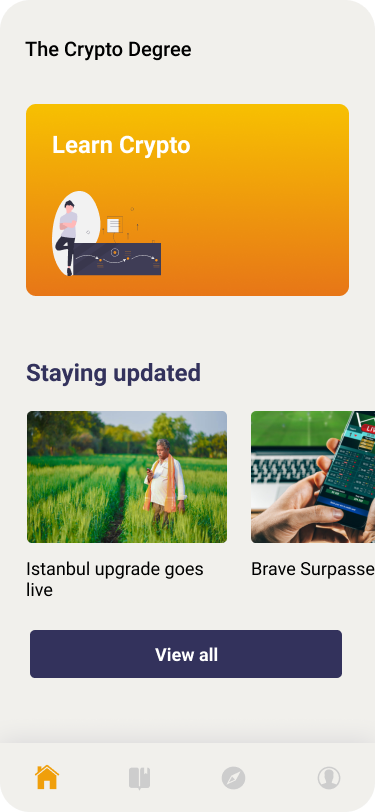 The Crypto Degree
Learn Crypto
Staying updated
Istanbul upgrade goes
live
Brave Surpasse
View all